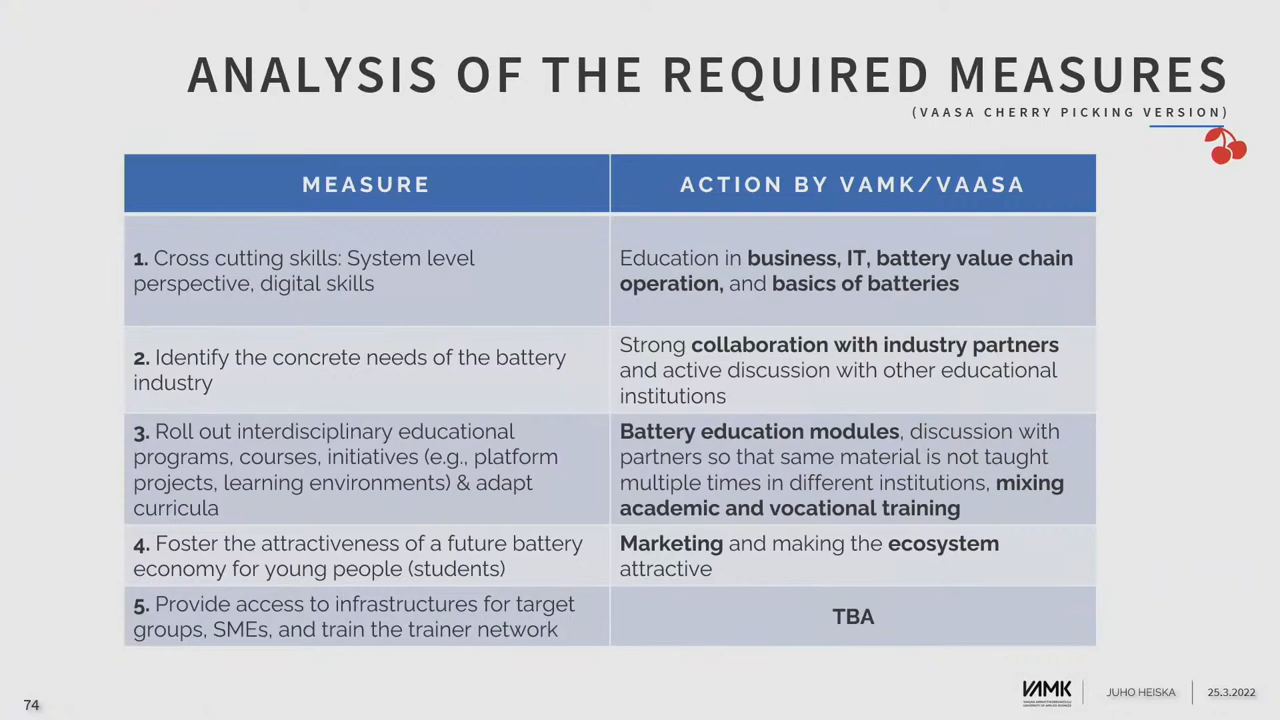 ANALYSIS OF THE REQUIRED MEASURES
(VAASA CHERRY PICKING VERSION)
MEASURE
ACTION BY VAMK/VAASA
1. Cross cutting skills: System level
perspective, digital skills
Education in business, IT, battery value chain
operation, and basics of batteries
2. Identify the concrete needs of the battery
industry
Strong collaboration with industry partners
and active discussion with other educational
institutions
3. Roll out interdisciplinary educational
programs, courses, initiatives (e.g., platform
projects, learning environments) & adapt
curricula
Battery education modules, discussion with
partners so that same material is not taught
multiple times in different institutions, mixing
academic and vocational training
4. Foster the attractiveness of a future battery
economy for young people (students)
Marketing and making the ecosystem
attractive
5. Provide access to infrastructures for target
groups, SMEs, and train the trainer network
TBA
74
VAMK
JUHO HEISKA
25.3.2022